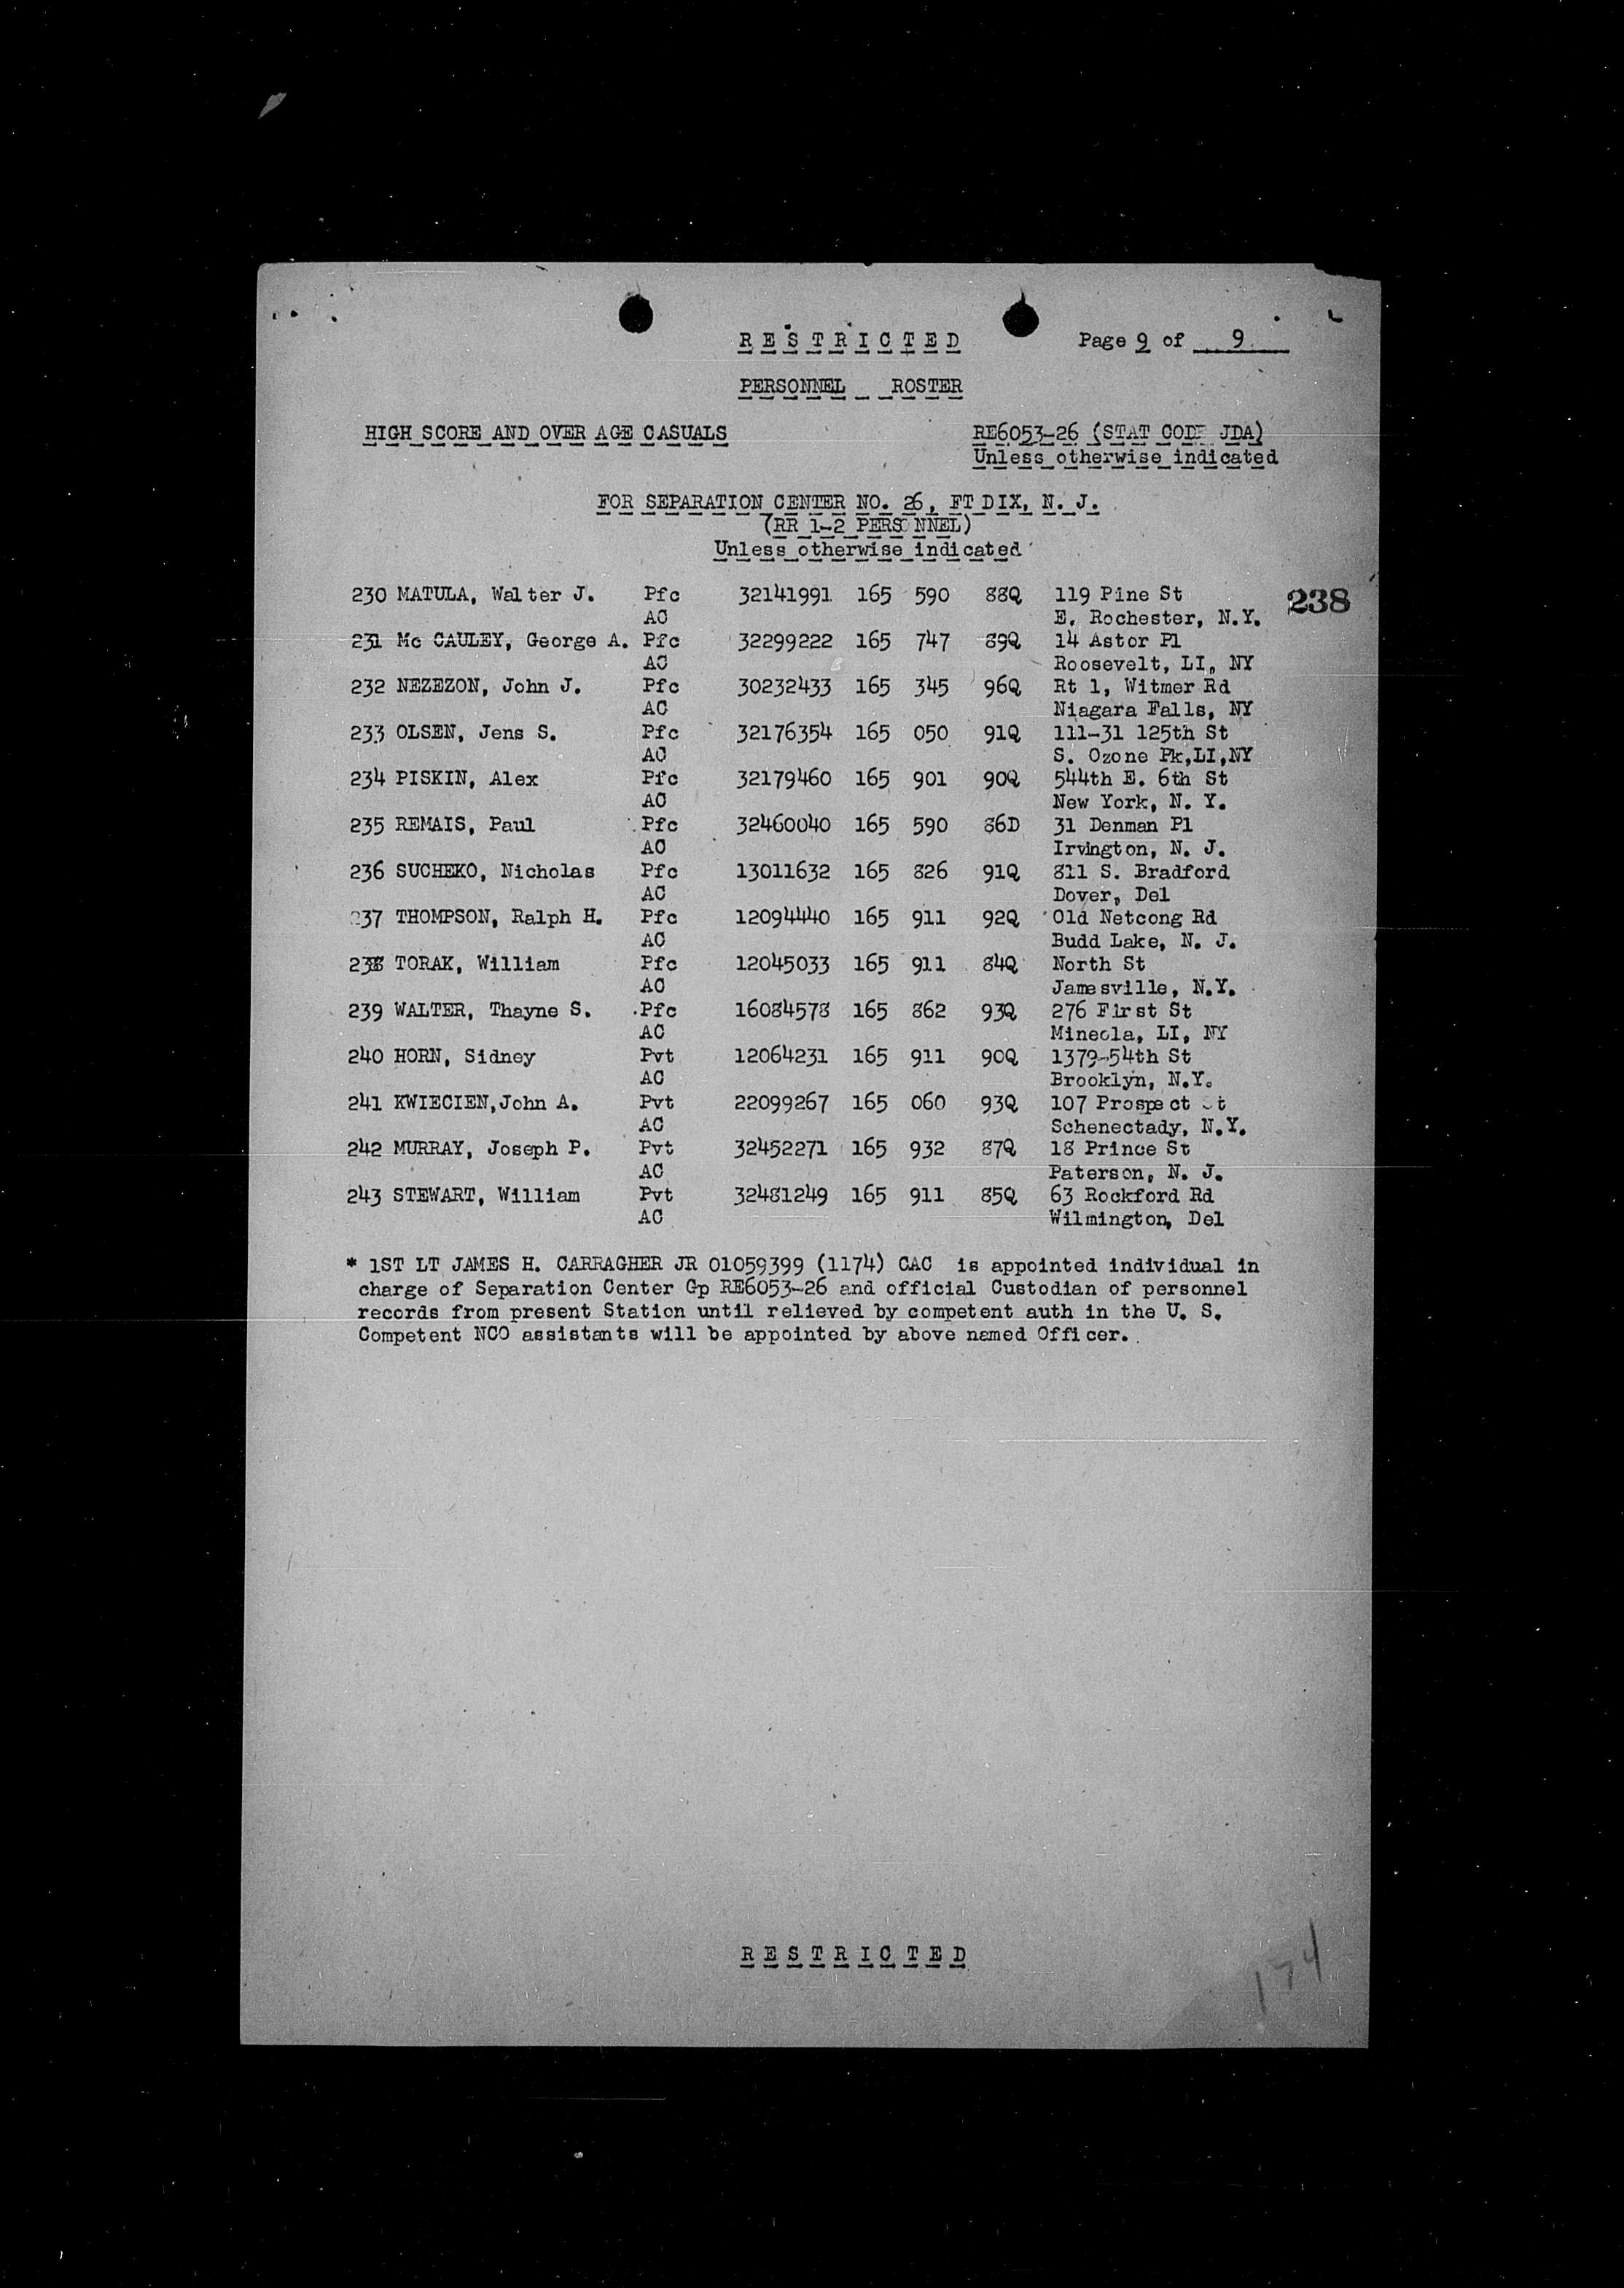 RESTRICTED Page 9 of 9
PERSONNEL ROSTER
HIGH SCORE AND OVER AGE CASUALS RE6053-26 (STAT CODE JDA)
Unless otherwise indicated
FOR SEPARATION CENTER NO. 26, FT DIX, N. J.
(RR 1-2 PERSONNEL)
Unless otherwise indicated
230 MATULA, Walter J. Pfc 32141991 165 590 88Q 119 Pine St 238
AC E. Rochester, N.Y.
231 Mc CAULEY, George A. Pfc 32299222 165 747 89Q 14 Astor Pl
AC Roosevelt, LI, NY
232 NEZEZON, John J. Pfc 30232433 165 345 96Q Rt 1, Witmer Rd
AC Niagara Falls, NY
233 OLSEN, Jens S. Pfc 32176354 165 050 91Q 111-31 125th St
AC S. Ozone Pk,LI,NY
234 PISKIN, Alex Pfc 32179460 165 901 90Q 544th E. 6th St
AC New York, N. Y.
235 REMAIS, Paul Pfc 32460040 165 590 86D 31 Denman Pl
AC Irvington, N. J.
236 SUCHEKO, Nicholas Pfc 13011632 165 826 91Q 811 S. Bradford
AC Dover, Del
237 THOMPSON, Ralph H. Pfc 12094440 165 911 92Q Old Netcong Rd
AC Budd Lake, N. J.
238 TORAK, William Pfc 12045033 165 911 84Q North St
AC Jamesville, N.Y.
239 WALTER, Thayne S. Pfc 16084578 165 862 93Q 276 First St
AC Mineola, LI, NY
240 HORN, Sidney Pvt 12064231 165 911 90Q 1379-54th St
AC Brooklyn, N.Y.
241 KWIECIEN,John A. Pvt 22099267 165 060 93Q 107 Prospect St
AC Schenectady, N.Y.
242 MURRAY, Joseph P. Pvt 32452271 165 932 87Q 18 Prince St
AC Paterson, N. J.
243 STEWART, William Pvt 32481249 165 911 85Q 63 Rockford Rd
AC Wilmington, Del
* 1ST LT JAMES H. CARRAGHER JR 01059399 (1174) CAC is appointed individual in
charge of Separation Center Gp RE6053-26 and official Custodian of personnel
records from present Station until relieved by competent auth in the U. S.
Competent NCO assistants will be appointed by above named Officer.
RESTRICTED
174